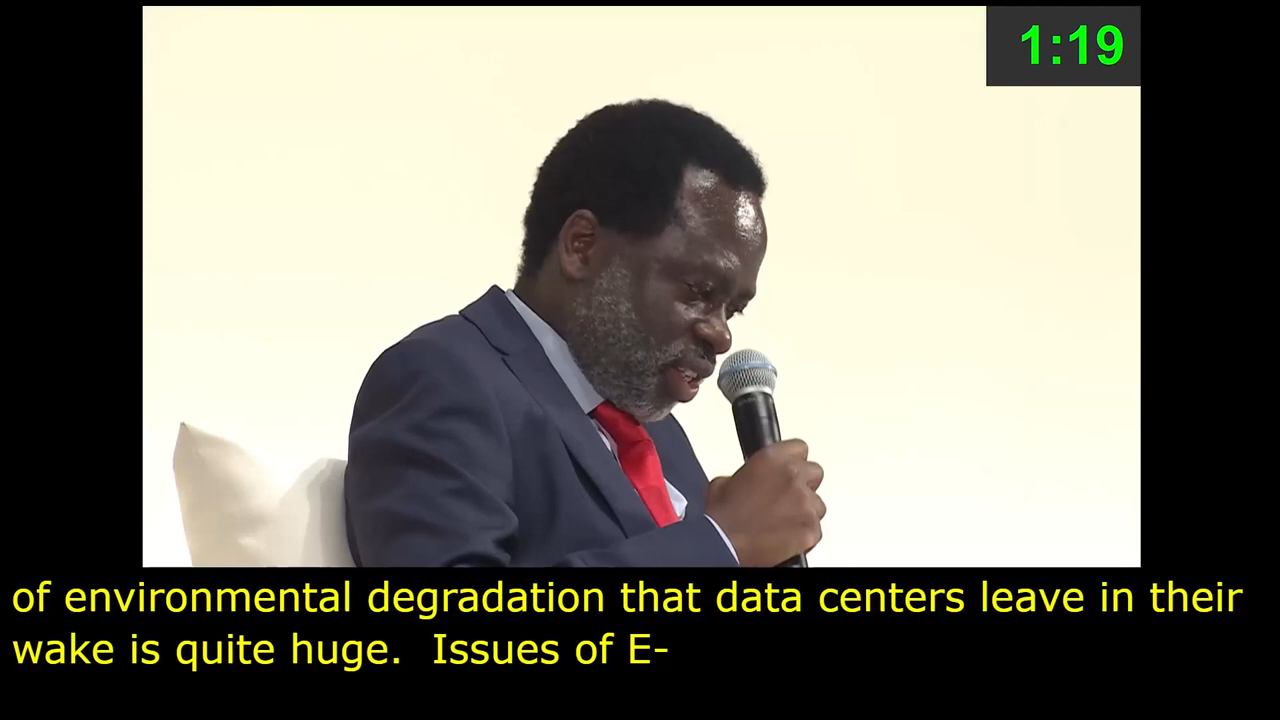 1:19
of environmental degradation that data centers leave in their
wake is quite huge.  Issues of E-